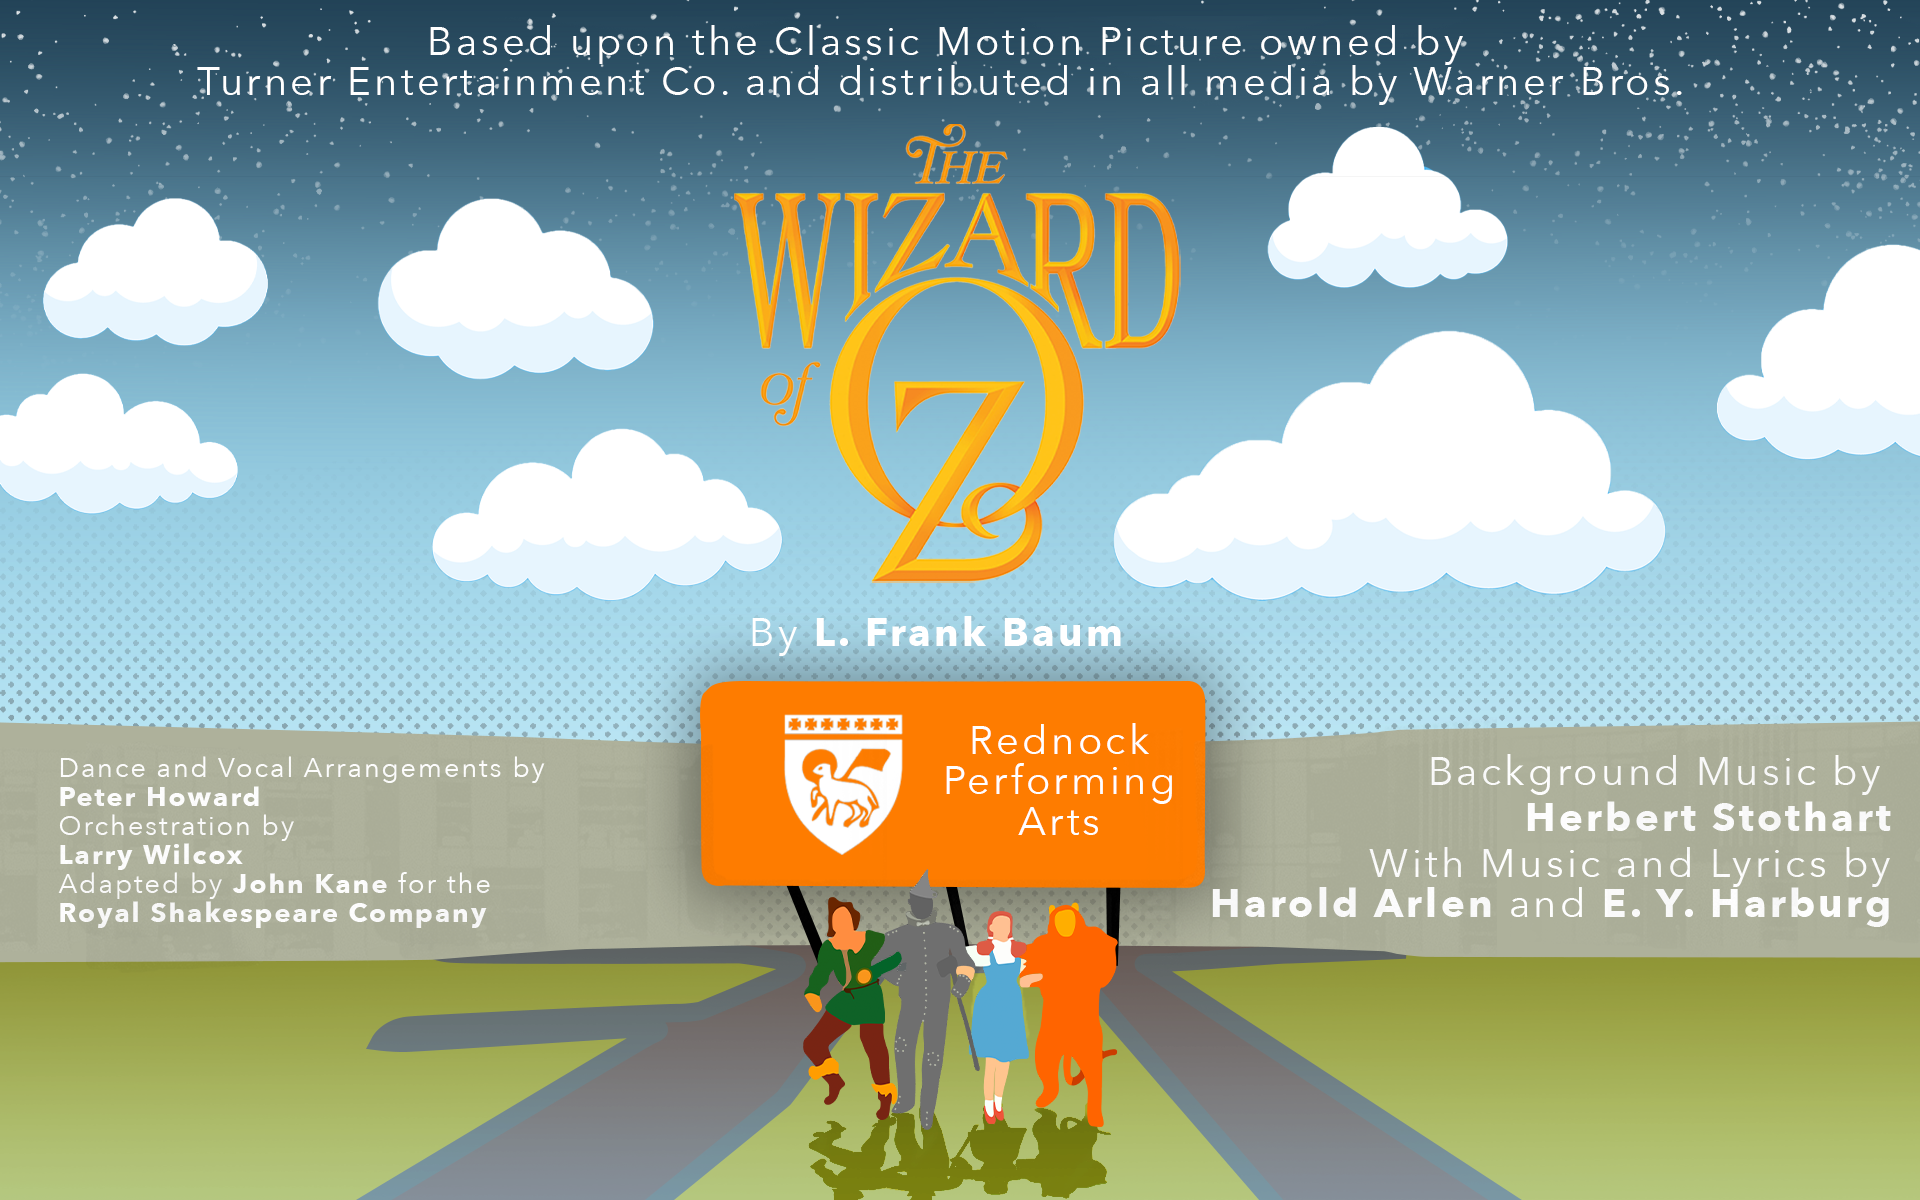 Based upon the Classic Motion Picture owned by
Turner Entertainment Co. and distributed in all media by Warner Bros.
THE
WIZARD
of
OZ
By L. Frank Baum
Rednock
Performing
Arts
Dance and Vocal Arrangements by
Peter Howard
Orchestration by
Larry Wilcox
Adapted by John Kane for the
Royal Shakespeare Company
Background Music by
Herbert Stothart
With Music and Lyrics by
Harold Arlen and E. Y. Harburg